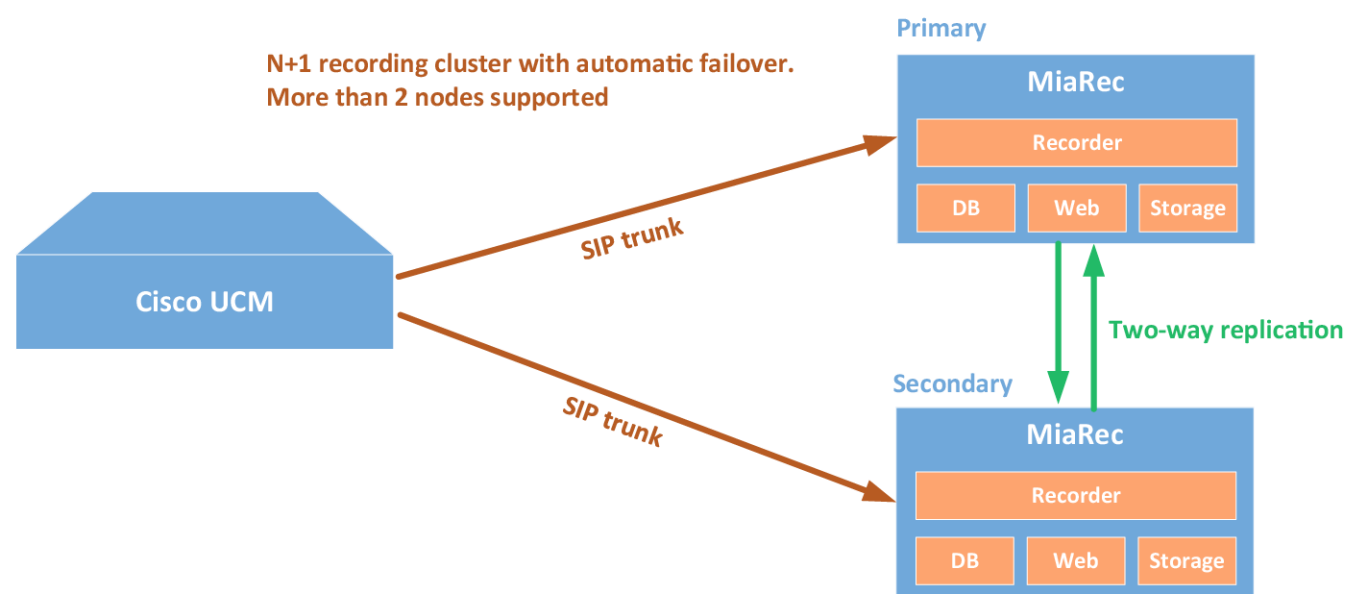 N+1 recording cluster with automatic failover.
More than 2 nodes supported
Cisco UCM
SIP trunk
SIP trunk
Primary
MiaRec
Recorder
DB
Web
Storage
Two-way replication
Secondary
MiaRec
Recorder
DB
Web
Storage